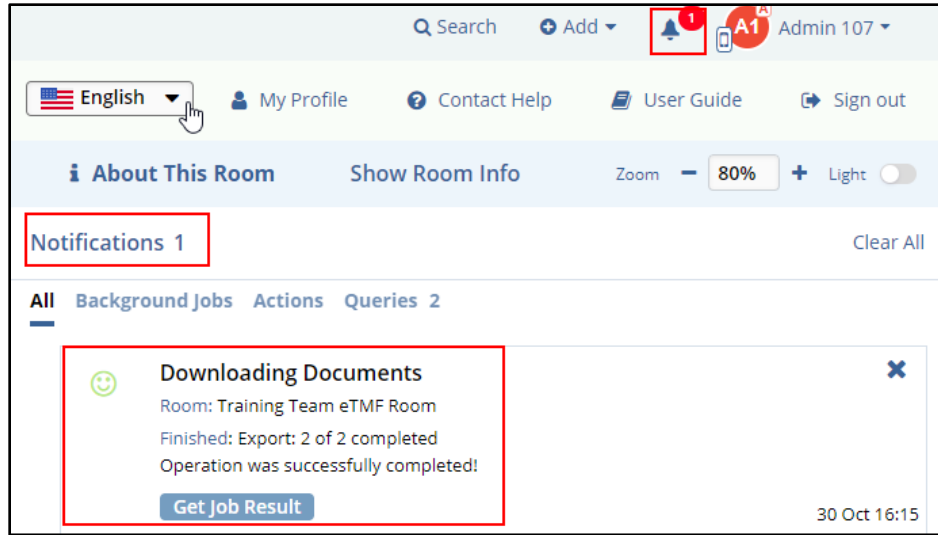 Search Add 1 A A1 Admin 107
English My Profile Contact Help User Guide Sign out
About This Room Show Room Info Zoom 80% Light
Notifications 1 Clear All
All Background Jobs Actions Queries 2
Downloading Documents
Room: Training Team eTMF Room
Finished: Export: 2 of 2 completed
Operation was successfully completed!
Get Job Result
30 Oct 16:15